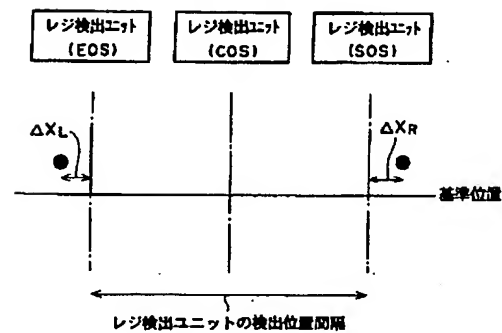 レジ検出ユニット
(EOS)
レジ検出ユニット
(COS)
レジ検出ユニット
(SOS)
ΔXL
ΔXR
基準位置
レジ検出ユニットの検出位置間隔